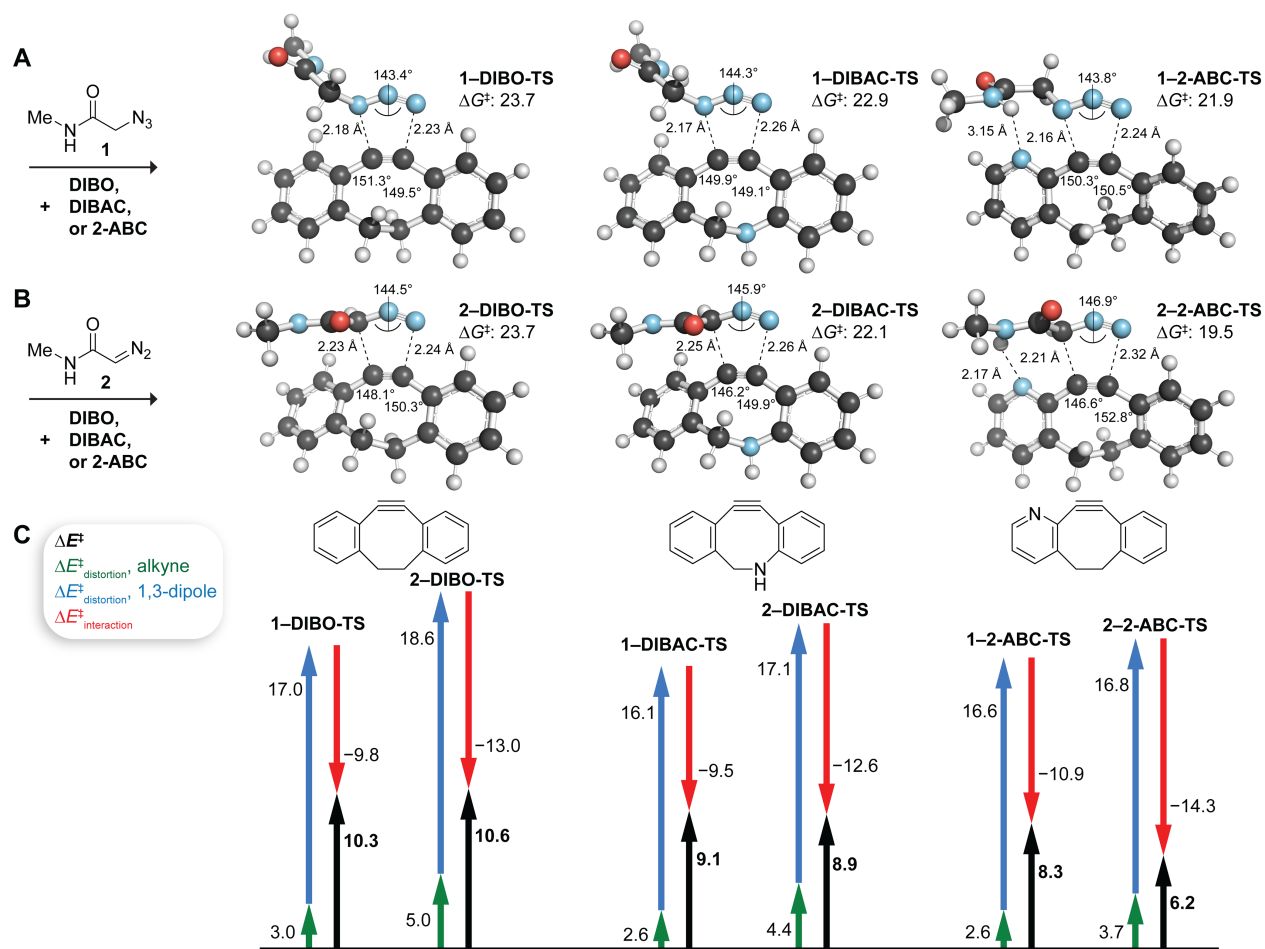 A
O
Me
N
H
N3
1
DIBO,
+ DIBAC,
or 2-ABC
143.4°
1–DIBO-TS
ΔG‡: 23.7
2.18 Å
2.23 Å
151.3°
149.5°
144.3°
1–DIBAC-TS
ΔG‡: 22.9
2.17 Å
2.26 Å
149.9°
149.1°
143.8°
1–2-ABC-TS
ΔG‡: 21.9
3.15 Å
2.16 Å
2.24 Å
150.3°
150.5°
B
O
Me
N
H
N2
2
DIBO,
+ DIBAC,
or 2-ABC
144.5°
2–DIBO-TS
ΔG‡: 23.7
2.23 Å
2.24 Å
148.1°
150.3°
145.9°
2–DIBAC-TS
ΔG‡: 22.1
2.25 Å
2.26 Å
146.2°
149.9°
146.9°
2–2-ABC-TS
ΔG‡: 19.5
2.17 Å
2.21 Å
2.32 Å
146.6°
152.8°
C
ΔE‡
ΔE‡distortion, alkyne
ΔE‡distortion, 1,3-dipole
ΔE‡interaction
N
H
N
1–DIBO-TS
17.0
−9.8
10.3
3.0
2–DIBO-TS
18.6
−13.0
10.6
5.0
1–DIBAC-TS
16.1
−9.5
9.1
2.6
2–DIBAC-TS
17.1
−12.6
8.9
4.4
1–2-ABC-TS
16.6
−10.9
8.3
2.6
2–2-ABC-TS
16.8
−14.3
6.2
3.7